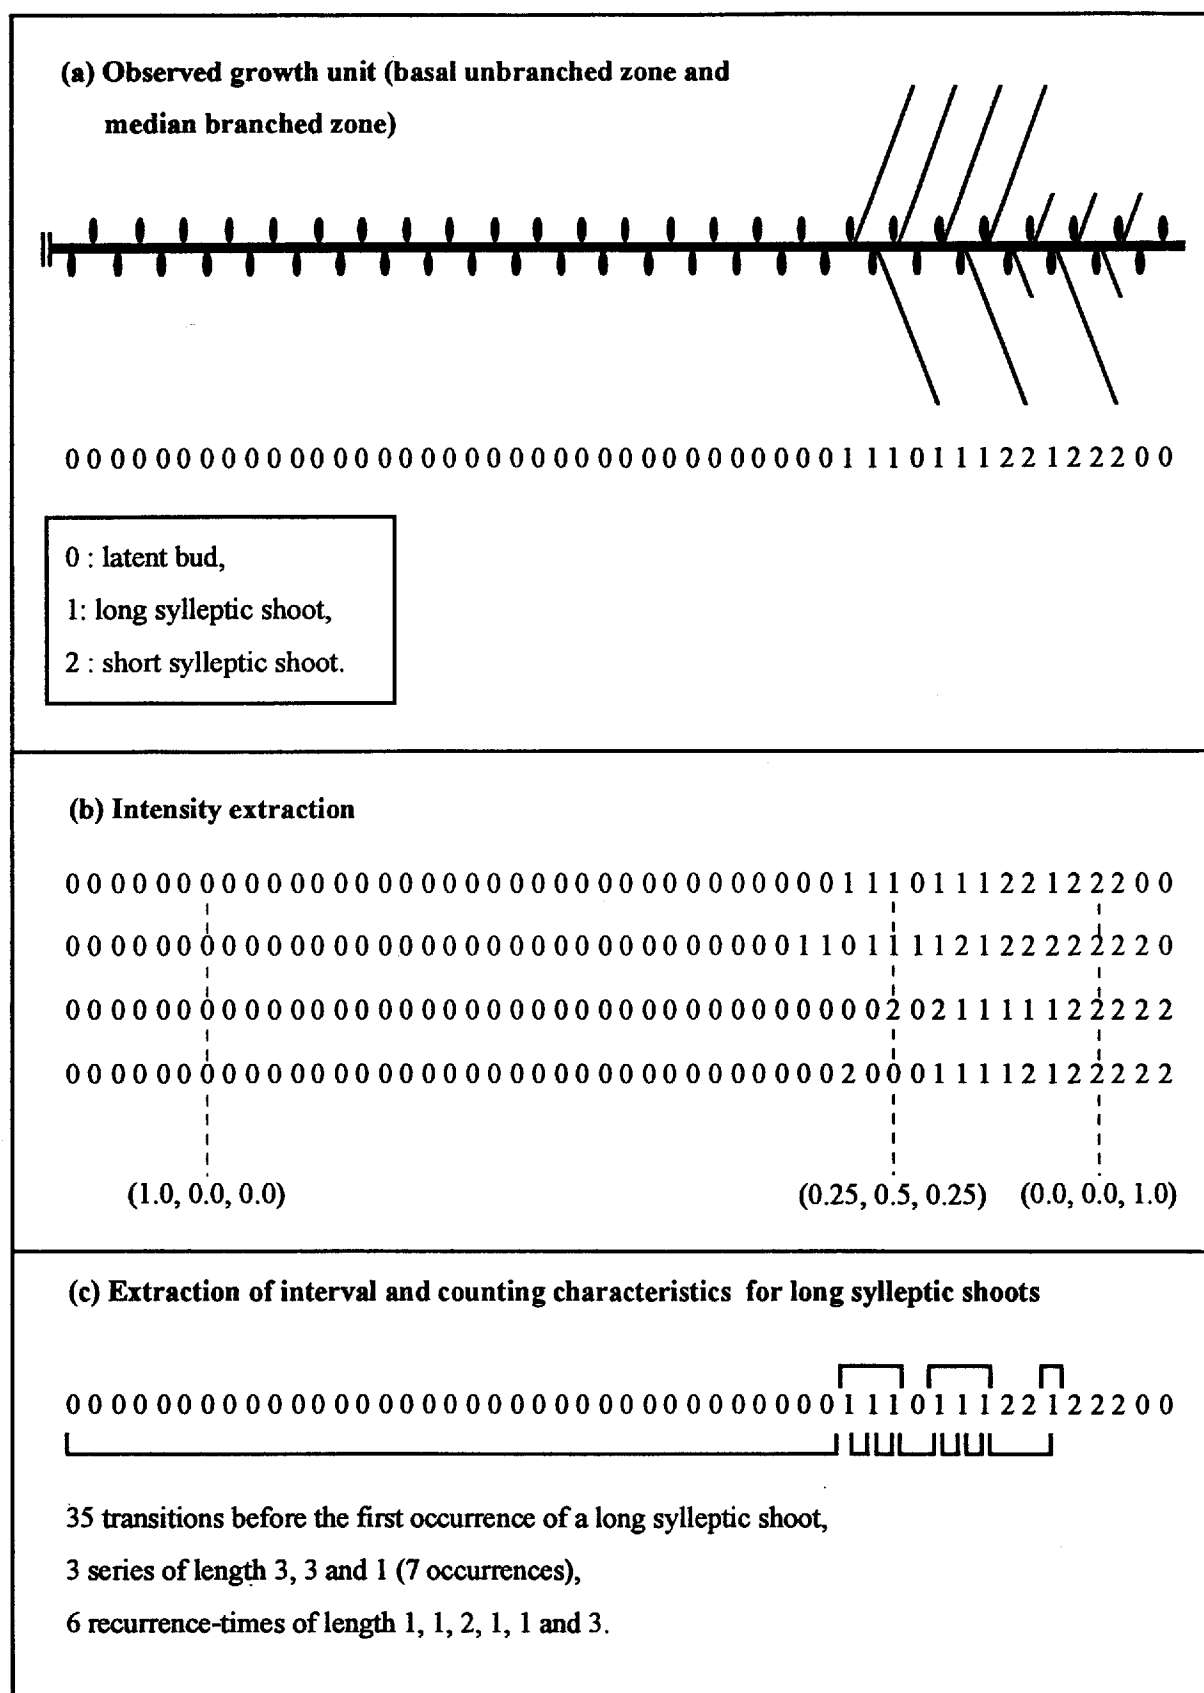 (a) Observed growth unit (basal unbranched zone and
median branched zone)
0 0 0 0 0 0 0 0 0 0 0 0 0 0 0 0 0 0 0 0 0 0 0 0 0 0 0 0 0 0 0 0 0 0 0 1 1 1 0 1 1 1 2 2 1 2 2 2 0 0
0 : latent bud,
1: long sylleptic shoot,
2 : short sylleptic shoot.
(b) Intensity extraction
0 0 0 0 0 0 0 0 0 0 0 0 0 0 0 0 0 0 0 0 0 0 0 0 0 0 0 0 0 0 0 0 0 0 0 1 1 1 0 1 1 1 2 2 1 2 2 2 0 0
0 0 0 0 0 0 0 0 0 0 0 0 0 0 0 0 0 0 0 0 0 0 0 0 0 0 0 0 0 0 0 0 0 1 1 0 1 1 1 1 2 1 2 2 2 2 2 2 2 0
0 0 0 0 0 0 0 0 0 0 0 0 0 0 0 0 0 0 0 0 0 0 0 0 0 0 0 0 0 0 0 0 0 0 0 0 0 2 0 2 1 1 1 1 1 2 2 2 2 2
0 0 0 0 0 0 0 0 0 0 0 0 0 0 0 0 0 0 0 0 0 0 0 0 0 0 0 0 0 0 0 0 0 0 0 2 0 0 0 1 1 1 1 2 1 2 2 2 2 2
(1.0, 0.0, 0.0) (0.25, 0.5, 0.25) (0.0, 0.0, 1.0)
(c) Extraction of interval and counting characteristics for long sylleptic shoots
0 0 0 0 0 0 0 0 0 0 0 0 0 0 0 0 0 0 0 0 0 0 0 0 0 0 0 0 0 0 0 0 0 0 0 1 1 1 0 1 1 1 2 2 1 2 2 2 0 0
35 transitions before the first occurrence of a long sylleptic shoot,
3 series of length 3, 3 and 1 (7 occurrences),
6 recurrence-times of length 1, 1, 2, 1, 1 and 3.